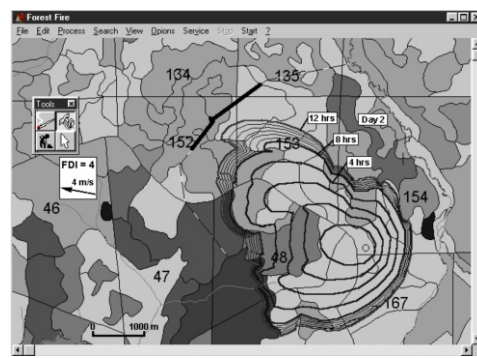 Forest Fire
File Edit Process Search View Opions Service Stop Start ?
134
135
12 hrs
Day 2
Tools
152
153
8 hrs
4 hrs
FDI = 4
4 m/s
154
46
48
47
167
0 1000 m